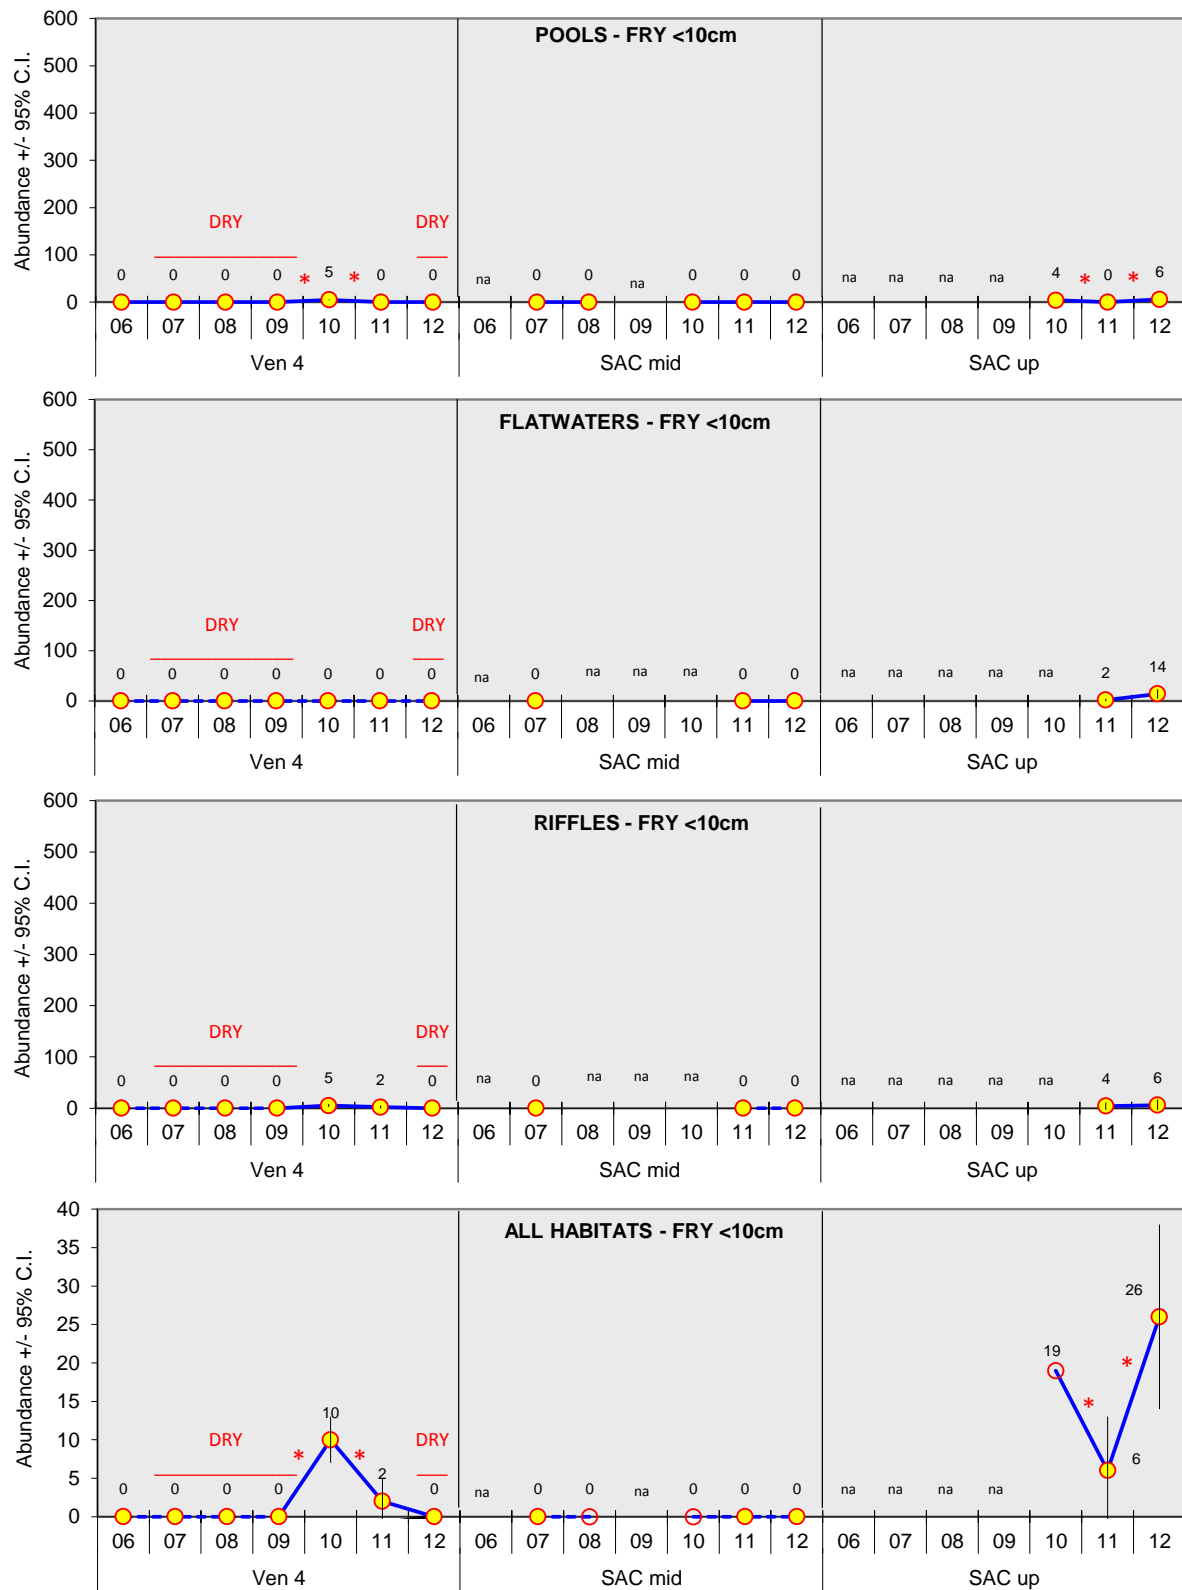 POOLS - FRY <10cm
Abundance +/- 95% C.I.
600
500
400
300
200
100
0
DRY DRY
0 0 0 0 * 5 * 0 0 na 0 0 na 0 0 0 na na na na 4 * 0 * 6
06 07 08 09 10 11 12 06 07 08 09 10 11 12 06 07 08 09 10 11 12
Ven 4 SAC mid SAC up
FLATWATERS - FRY <10cm
Abundance +/- 95% C.I.
600
500
400
300
200
100
0
DRY DRY
0 0 0 0 0 0 0 na 0 na na na 0 0 na na na na na 2 14
06 07 08 09 10 11 12 06 07 08 09 10 11 12 06 07 08 09 10 11 12
Ven 4 SAC mid SAC up
RIFFLES - FRY <10cm
Abundance +/- 95% C.I.
600
500
400
300
200
100
0
DRY DRY
0 0 0 0 5 2 0 na 0 na na na 0 0 na na na na na 4 6
06 07 08 09 10 11 12 06 07 08 09 10 11 12 06 07 08 09 10 11 12
Ven 4 SAC mid SAC up
ALL HABITATS - FRY <10cm
Abundance +/- 95% C.I.
40
35
30
25
20
15
10
5
0
DRY DRY
0 0 0 0 * 10 * 2 0 na 0 0 na 0 0 0 na na na na 19 * 6 * 26
06 07 08 09 10 11 12 06 07 08 09 10 11 12 06 07 08 09 10 11 12
Ven 4 SAC mid SAC up